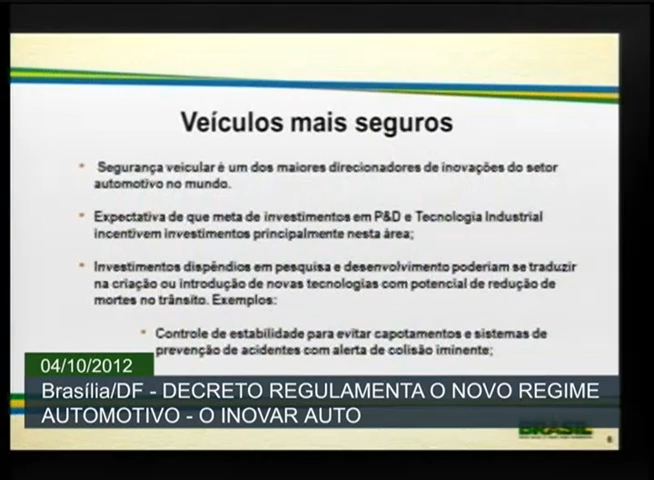 Veículos mais seguros
Segurança veicular é um dos maiores direcionadores de inovações do setor
automotivo no mundo.
Expectativa de que meta de investimentos em P&D e Tecnologia Industrial
incentivem investimentos principalmente nesta área;
Investimentos dispêndios em pesquisa e desenvolvimento poderiam se traduzir
na criação ou introdução de novas tecnologias com potencial de redução de
mortes no trânsito. Exemplos:
Controle de estabilidade para evitar capotamentos e sistemas de
prevenção de acidentes com alerta de colisão iminente;
04/10/2012
Brasília/DF - DECRETO REGULAMENTA O NOVO REGIME
AUTOMOTIVO - O INOVAR AUTO
BRASIL
6